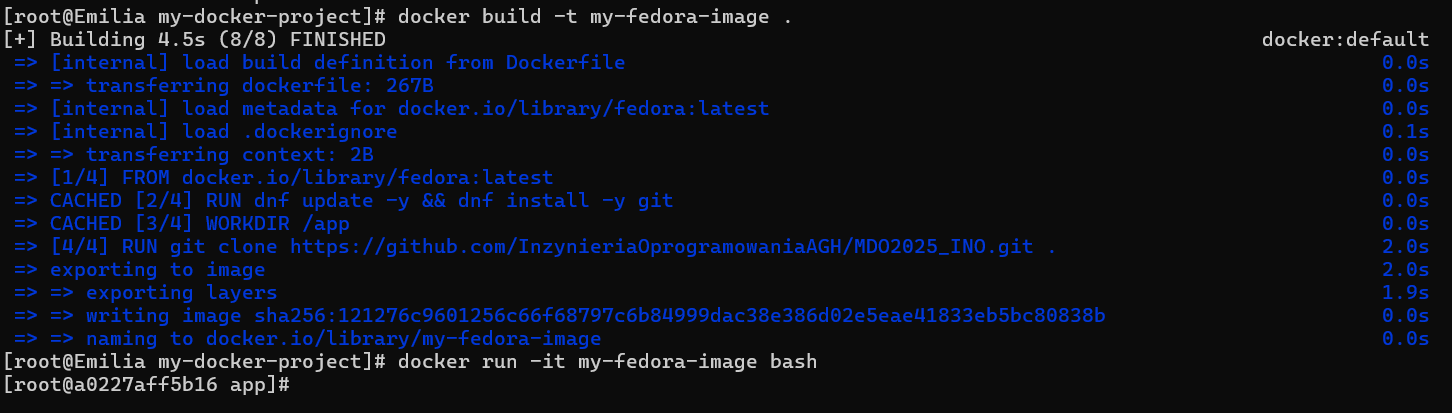 [root@Emilia my-docker-project]# docker build -t my-fedora-image .
[+] Building 4.5s (8/8) FINISHED docker:default
=> [internal] load build definition from Dockerfile 0.0s
=> => transferring dockerfile: 267B 0.0s
=> [internal] load metadata for docker.io/library/fedora:latest 0.0s
=> [internal] load .dockerignore 0.1s
=> => transferring context: 2B 0.0s
=> [1/4] FROM docker.io/library/fedora:latest 0.0s
=> CACHED [2/4] RUN dnf update -y && dnf install -y git 0.0s
=> CACHED [3/4] WORKDIR /app 0.0s
=> [4/4] RUN git clone https://github.com/InzynieriaOprogramowaniaAGH/MDO2025_INO.git . 2.0s
=> exporting to image 2.0s
=> => exporting layers 1.9s
=> => writing image sha256:121276c9601256c66f68797c6b84999dac38e386d02e5eae41833eb5bc80838b 0.0s
=> => naming to docker.io/library/my-fedora-image 0.0s
[root@Emilia my-docker-project]# docker run -it my-fedora-image bash
[root@a0227aff5b16 app]#